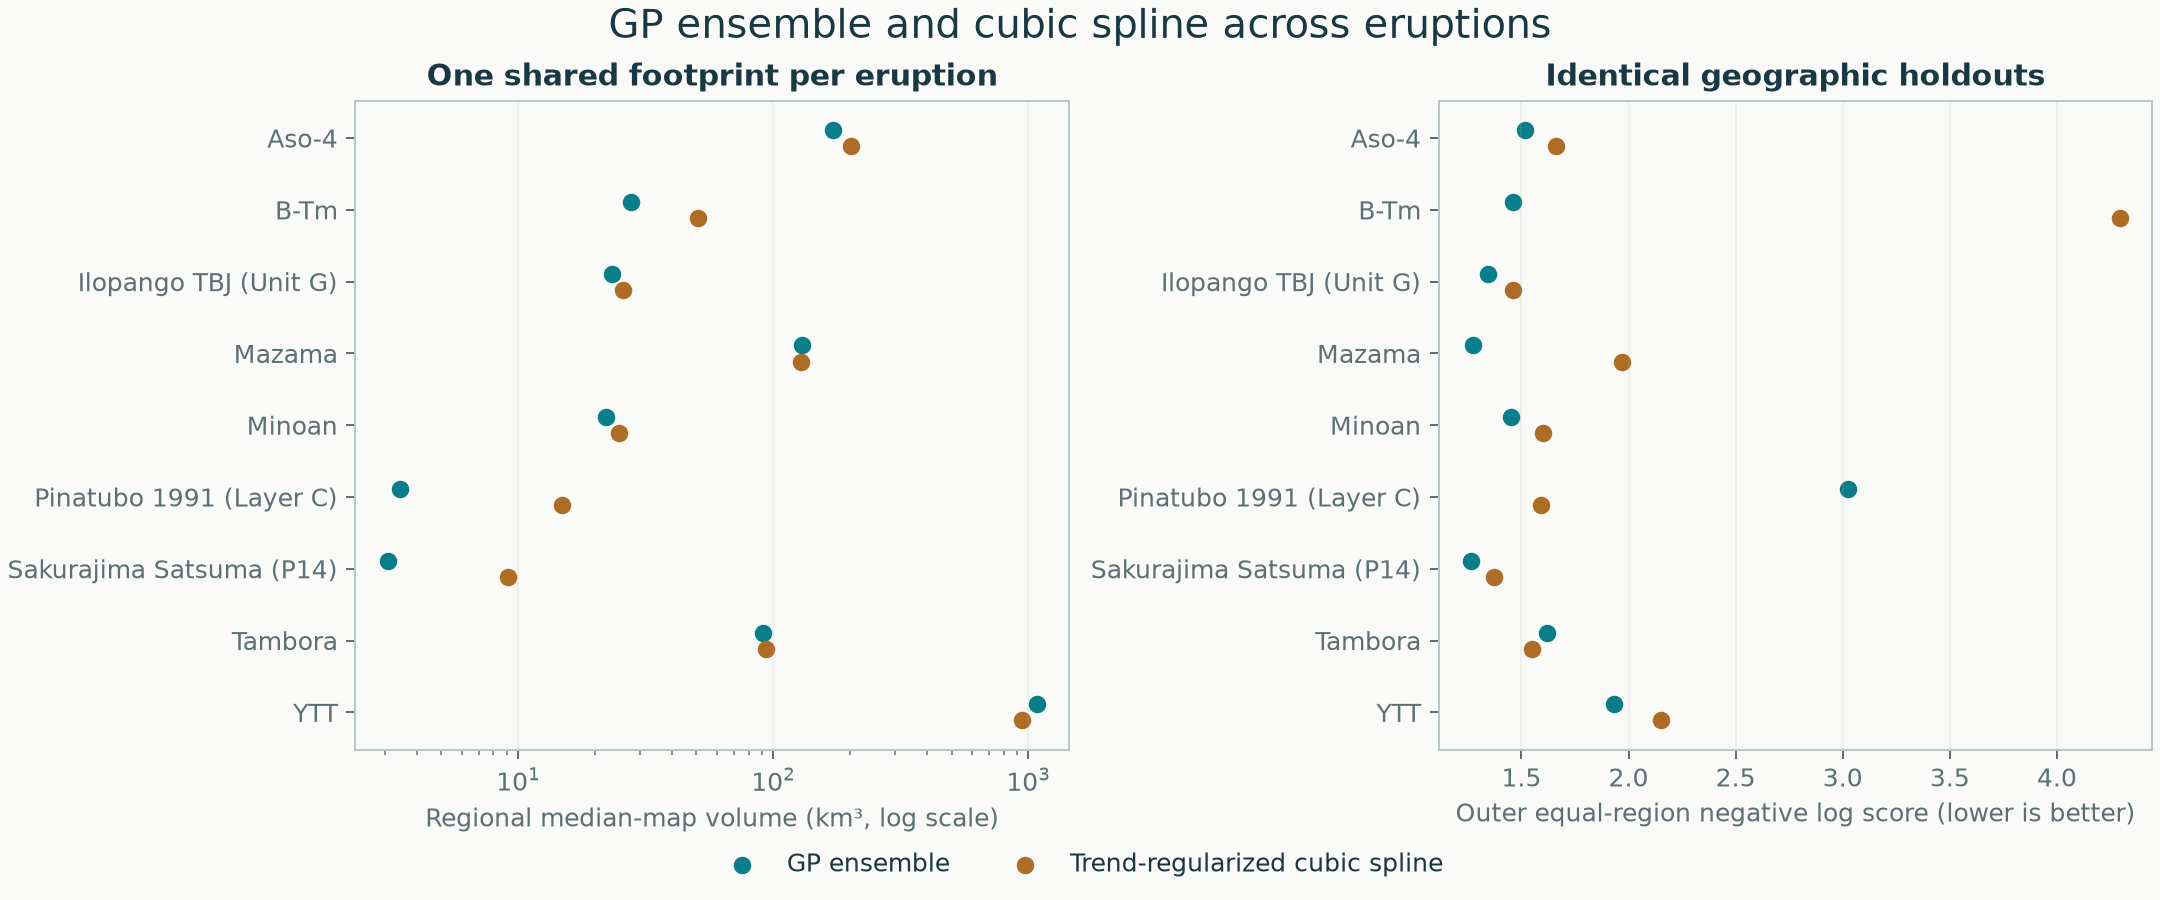 GP ensemble and cubic spline across eruptions
One shared footprint per eruption
Aso-4
B-Tm
Ilopango TBJ (Unit G)
Mazama
Minoan
Pinatubo 1991 (Layer C)
Sakurajima Satsuma (P14)
Tambora
YTT
10¹ 10² 10³
Regional median-map volume (km³, log scale)
Identical geographic holdouts
Aso-4
B-Tm
Ilopango TBJ (Unit G)
Mazama
Minoan
Pinatubo 1991 (Layer C)
Sakurajima Satsuma (P14)
Tambora
YTT
1.5 2.0 2.5 3.0 3.5 4.0
Outer equal-region negative log score (lower is better)
GP ensemble Trend-regularized cubic spline